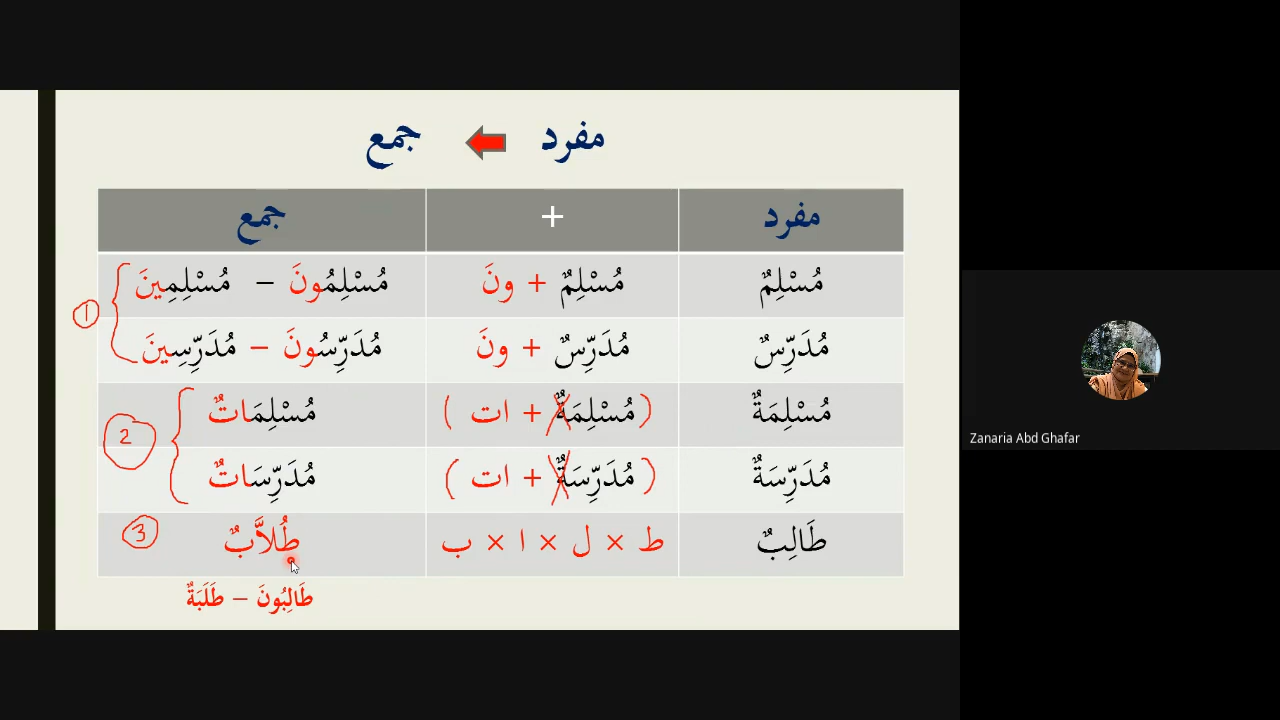 مفرد جمع
مفرد + جمع
مُسْلِمٌ مُسْلِمٌ + ونَ مُسْلِمُونَ – مُسْلِمِينَ
1
مُدَرِّسٌ مُدَرِّسٌ + ونَ مُدَرِّسُونَ – مُدَرِّسِينَ
مُسْلِمَةٌ (مُسْلِمَةٌ + ات ) مُسْلِمَاتٌ
2
مُدَرِّسَةٌ (مُدَرِّسَةٌ + ات ) مُدَرِّسَاتٌ
طَالِبٌ ط × ل × ا × ب طُلاَّبٌ 3
طَالِبُونَ – طَلَبَةٌ
Zanaria Abd Ghafar